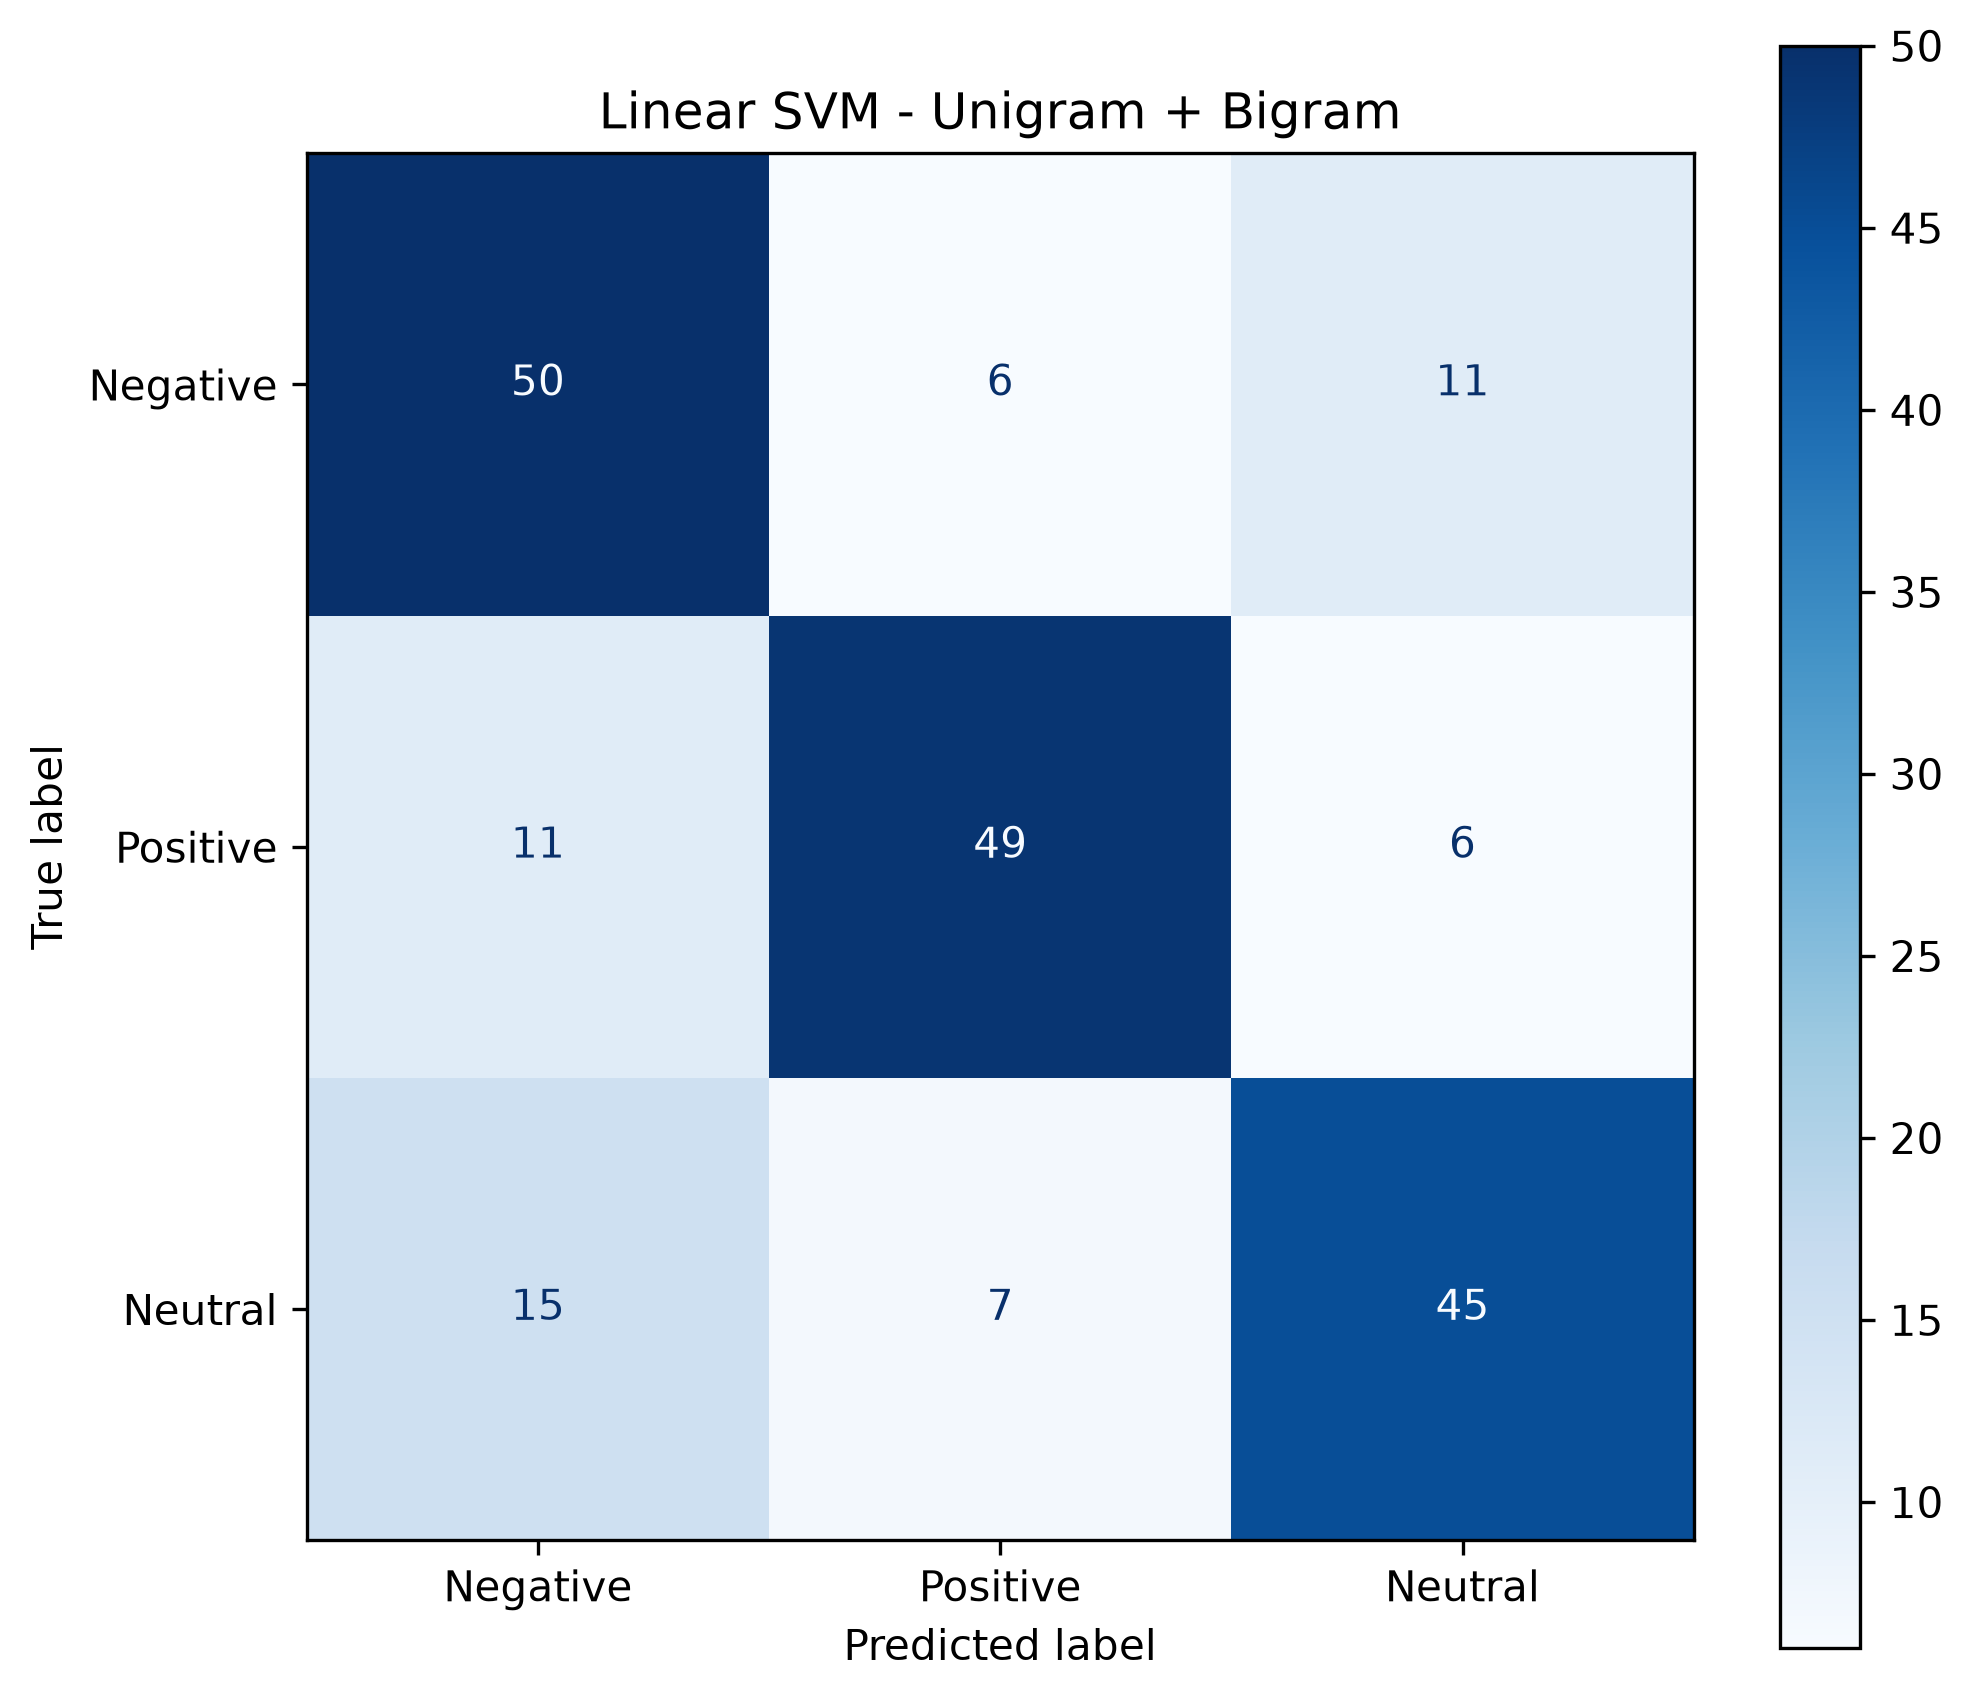 Linear SVM - Unigram + Bigram
True label
Negative
50
6
11
Positive
11
49
6
Neutral
15
7
45
Negative
Positive
Neutral
Predicted label
50
45
40
35
30
25
20
15
10